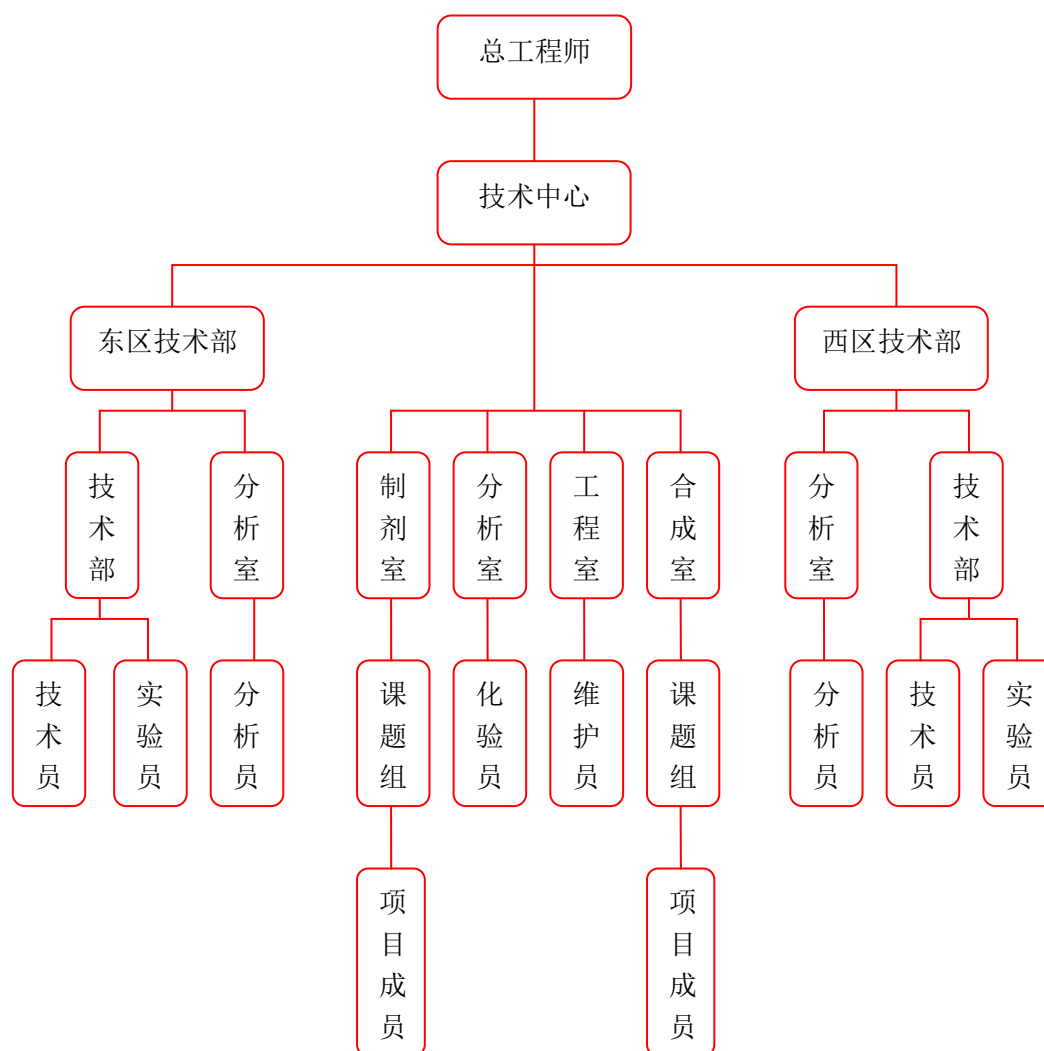 总工程师
技术中心
东区技术部
西区技术部
技术部
分析室
制剂室
分析室
工程室
合成室
分析室
技术部
技术员
实验员
分析员
课题组
化验员
维护员
课题组
分析员
技术员
实验员
项目成员
项目成员